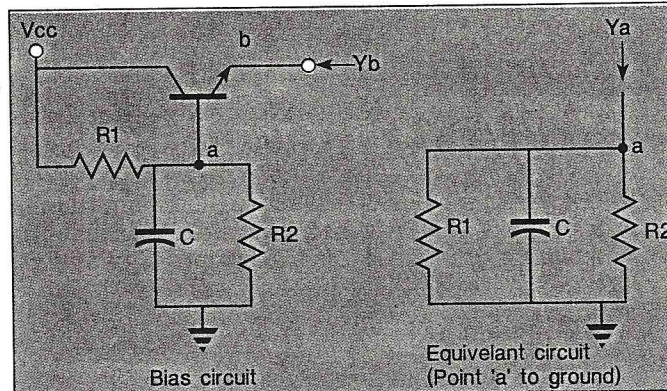 Vcc
b
Yb
R1
a
C
R2
Bias circuit
Ya
a
R1
C
R2
Equivelant circuit
(Point 'a' to ground)